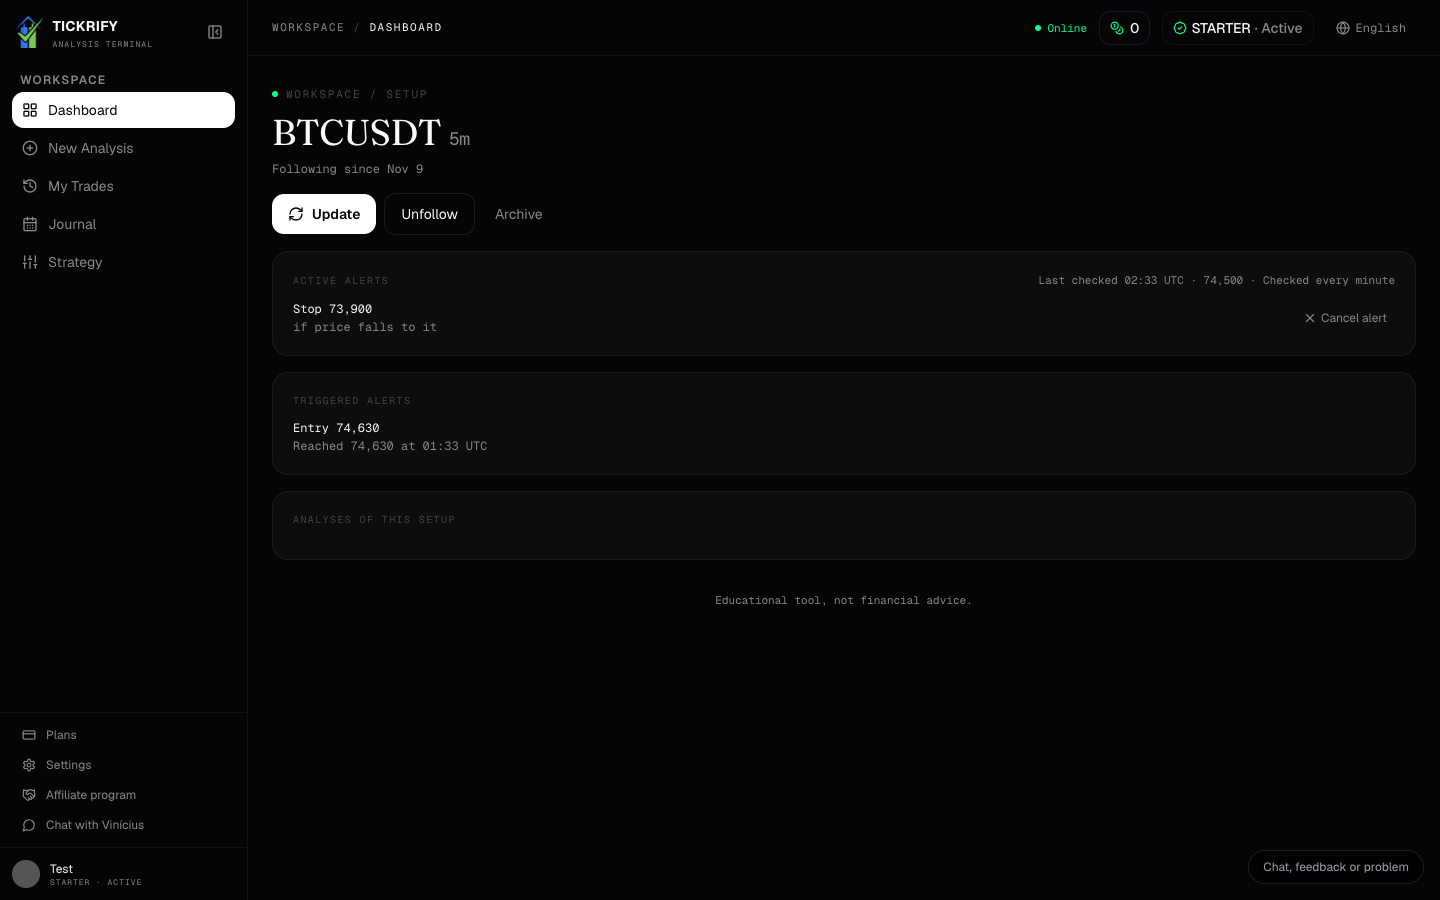 TICKRIFY
ANALYSIS TERMINAL
WORKSPACE
Dashboard
New Analysis
My Trades
Journal
Strategy
Plans
Settings
Affiliate program
Chat with Vinícius
Test
STARTER · ACTIVE
WORKSPACE / DASHBOARD
Online
0
STARTER · Active
English
WORKSPACE / SETUP
BTCUSDT 5m
Following since Nov 9
Update
Unfollow
Archive
ACTIVE ALERTS
Last checked 02:33 UTC · 74,500 · Checked every minute
Stop 73,900
if price falls to it
Cancel alert
TRIGGERED ALERTS
Entry 74,630
Reached 74,630 at 01:33 UTC
ANALYSES OF THIS SETUP
Educational tool, not financial advice.
Chat, feedback or problem